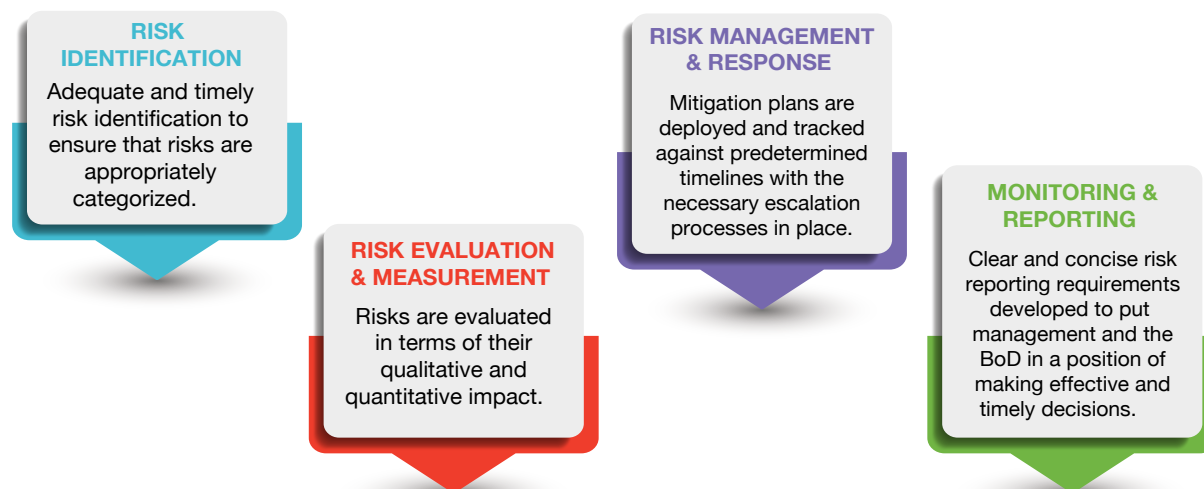 RISK
IDENTIFICATION
Adequate and timely
risk identification to
ensure that risks are
appropriately
categorized.
RISK EVALUATION
& MEASUREMENT
Risks are evaluated
in terms of their
qualitative and
quantitative impact.
RISK MANAGEMENT
& RESPONSE
Mitigation plans are
deployed and tracked
against predetermined
timelines with the
necessary escalation
processes in place.
MONITORING &
REPORTING
Clear and concise risk
reporting requirements
developed to put
management and the
BoD in a position of
making effective and
timely decisions.